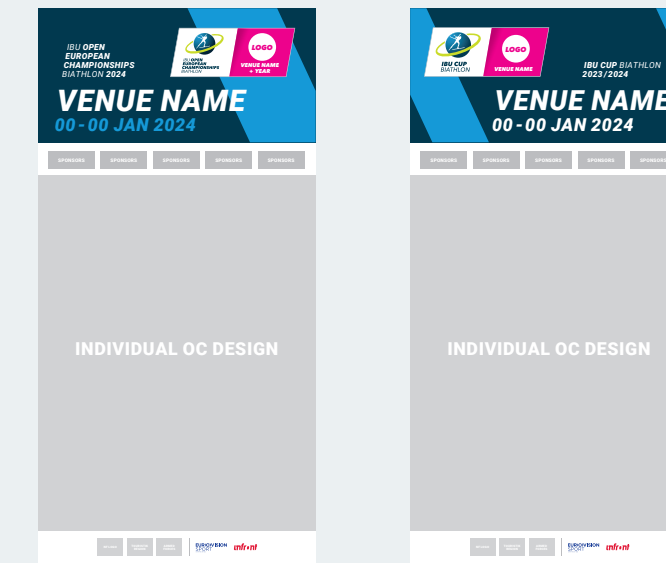 IBU OPEN
EUROPEAN
CHAMPIONSHIPS
BIATHLON 2024
IBU OPEN
EUROPEAN
CHAMPIONSHIPS
BIATHLON
LOGO
VENUE NAME
+ YEAR
VENUE NAME
00-00 JAN 2024
SPONSORS SPONSORS SPONSORS SPONSORS SPONSORS
INDIVIDUAL OC DESIGN
EUROVISION
SPORT
infront
IBU CUP
BIATHLON
LOGO
VENUE NAME
IBU CUP BIATHLON
2023/2024
VENUE NAME
00-00 JAN 2024
SPONSORS SPONSORS SPONSORS SPONSORS SPONSORS
INDIVIDUAL OC DESIGN
EUROVISION
SPORT
infront